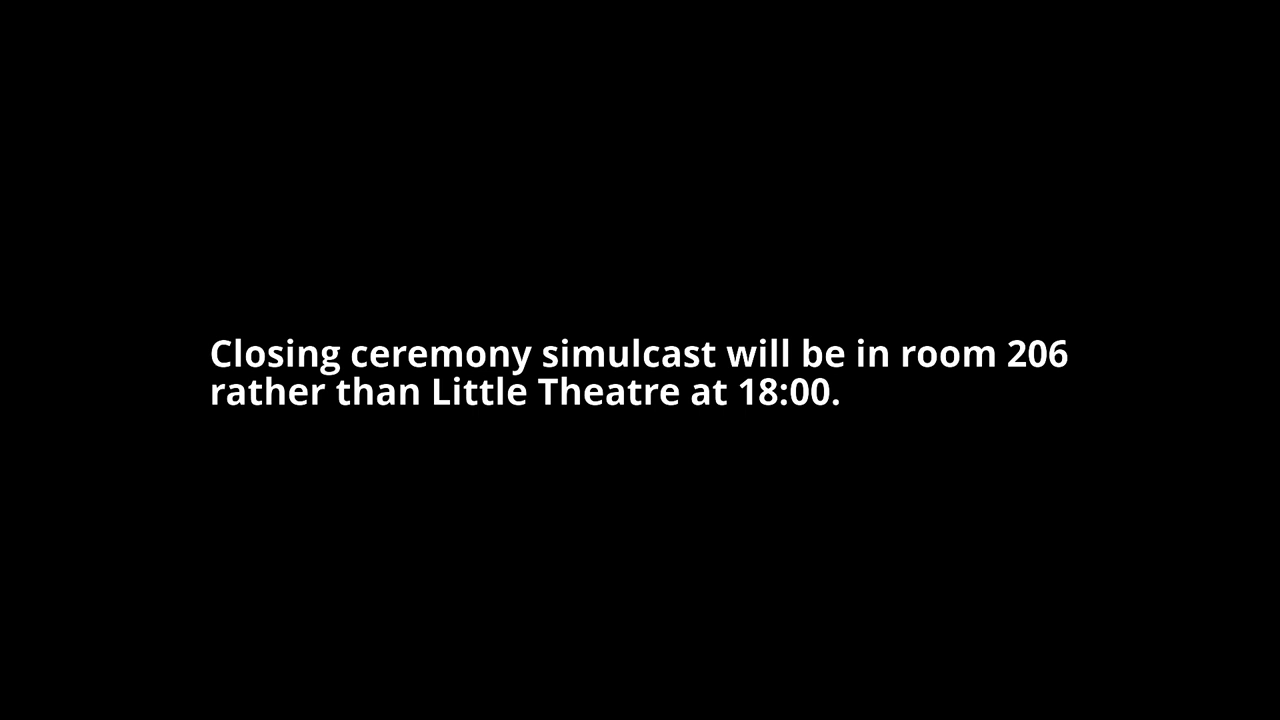 Closing ceremony simulcast will be in room 206
rather than Little Theatre at 18:00.